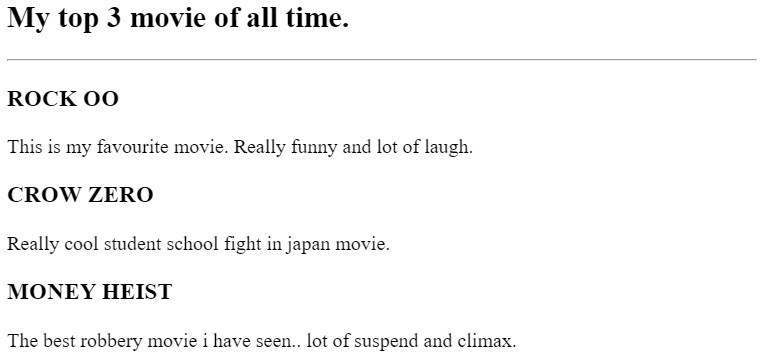 My top 3 movie of all time.
ROCK OO
This is my favourite movie. Really funny and lot of laugh.
CROW ZERO
Really cool student school fight in japan movie.
MONEY HEIST
The best robbery movie i have seen.. lot of suspend and climax.